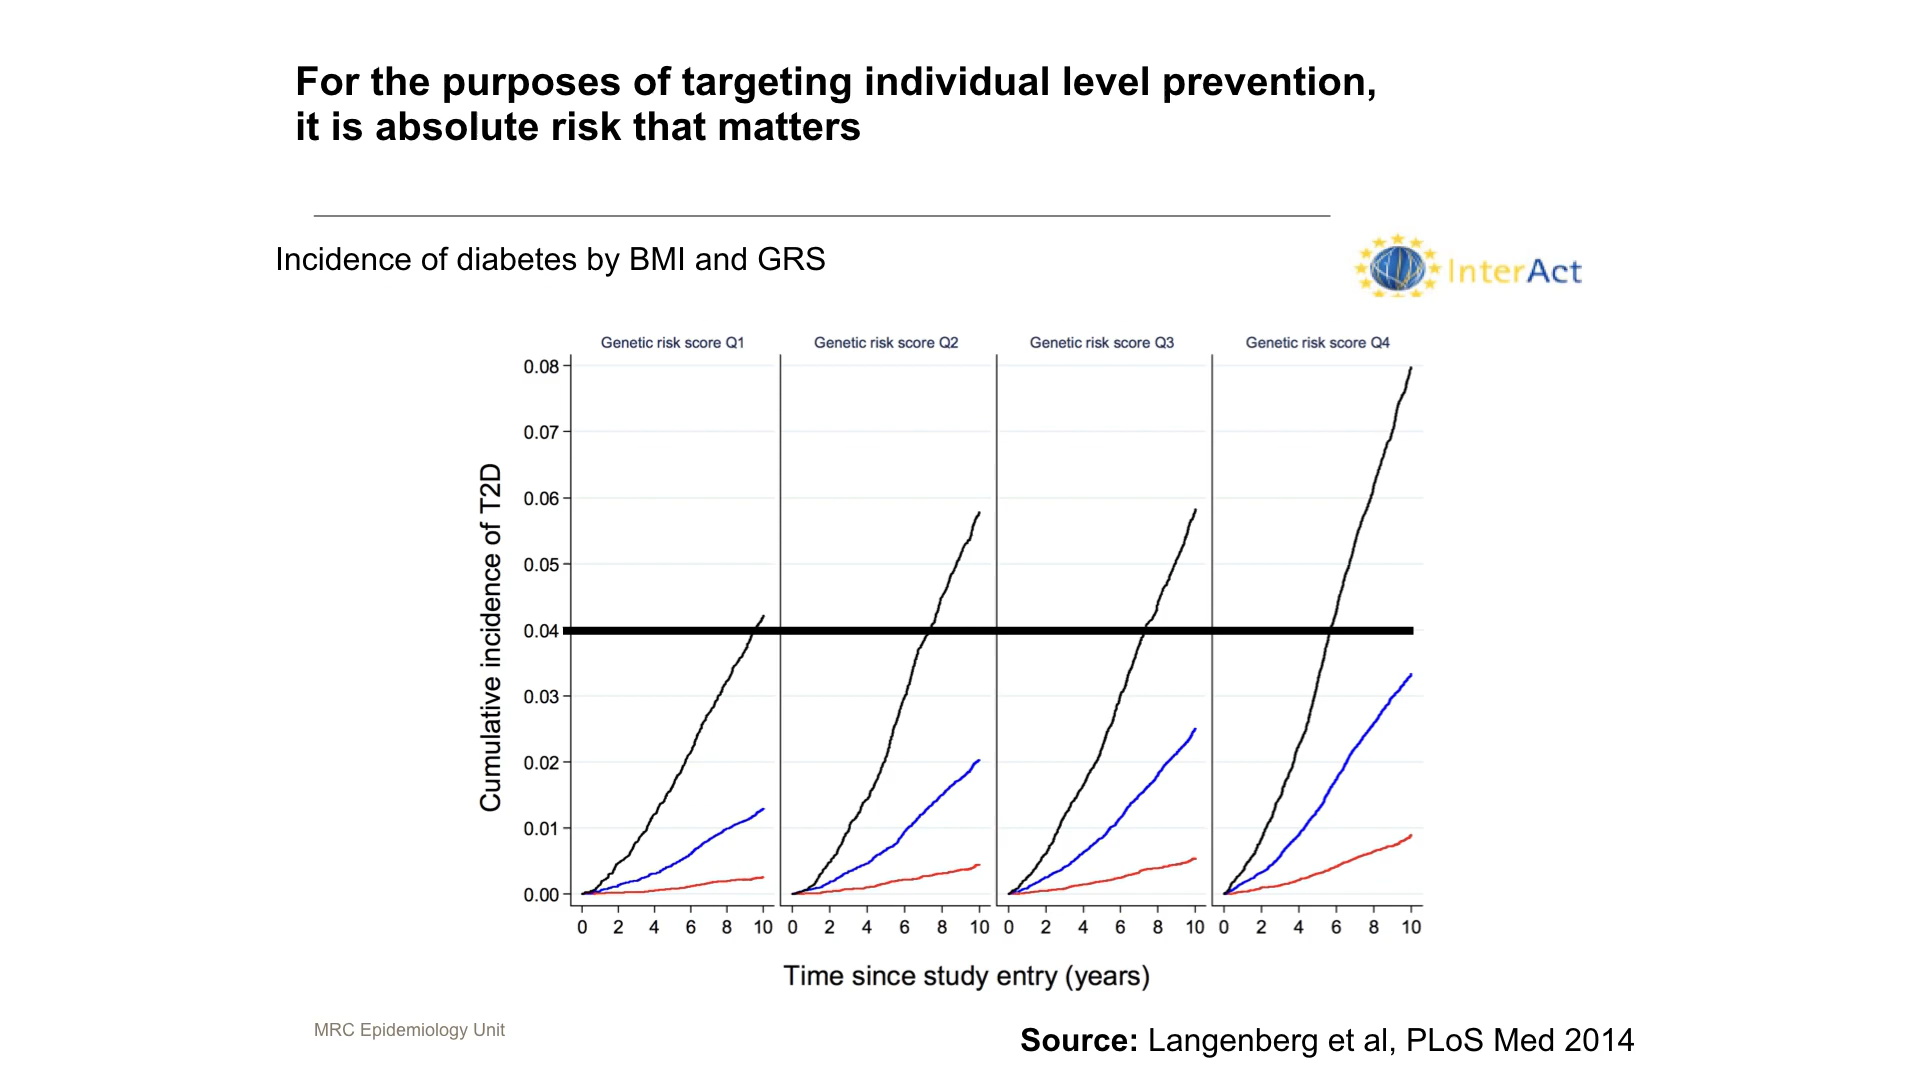 For the purposes of targeting individual level prevention,
it is absolute risk that matters
Incidence of diabetes by BMI and GRS
InterAct
Genetic risk score Q1
Genetic risk score Q2
Genetic risk score Q3
Genetic risk score Q4
Cumulative incidence of T2D
0.08
0.07
0.06
0.05
0.04
0.03
0.02
0.01
0.00
0 2 4 6 8 10
0 2 4 6 8 10
0 2 4 6 8 10
0 2 4 6 8 10
Time since study entry (years)
MRC Epidemiology Unit
Source: Langenberg et al, PLoS Med 2014